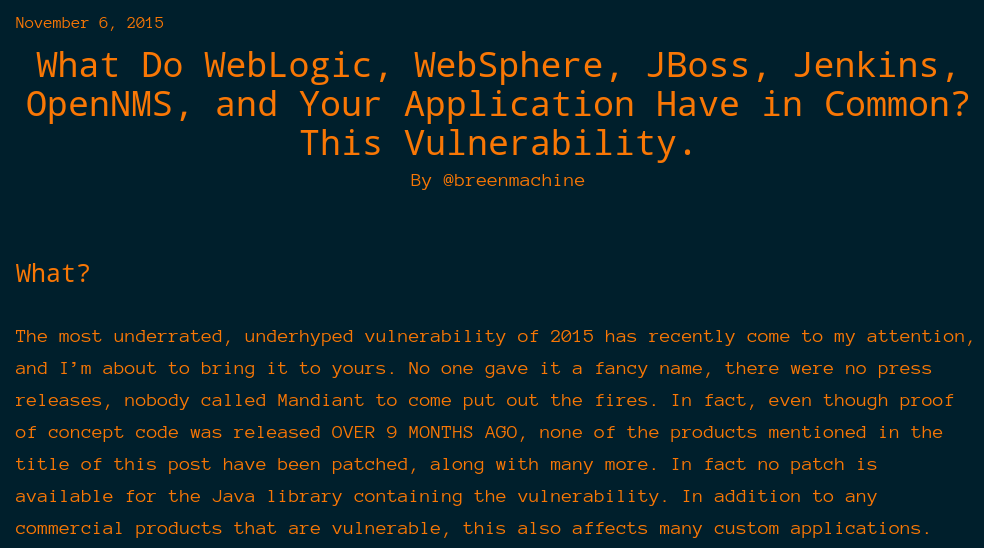 November 6, 2015
What Do WebLogic, WebSphere, JBoss, Jenkins,
OpenNMS, and Your Application Have in Common?
This Vulnerability.
By @breenmachine
What?
The most underrated, underhyped vulnerability of 2015 has recently come to my attention,
and I’m about to bring it to yours. No one gave it a fancy name, there were no press
releases, nobody called Mandiant to come put out the fires. In fact, even though proof
of concept code was released OVER 9 MONTHS AGO, none of the products mentioned in the
title of this post have been patched, along with many more. In fact no patch is
available for the Java library containing the vulnerability. In addition to any
commercial products that are vulnerable, this also affects many custom applications.